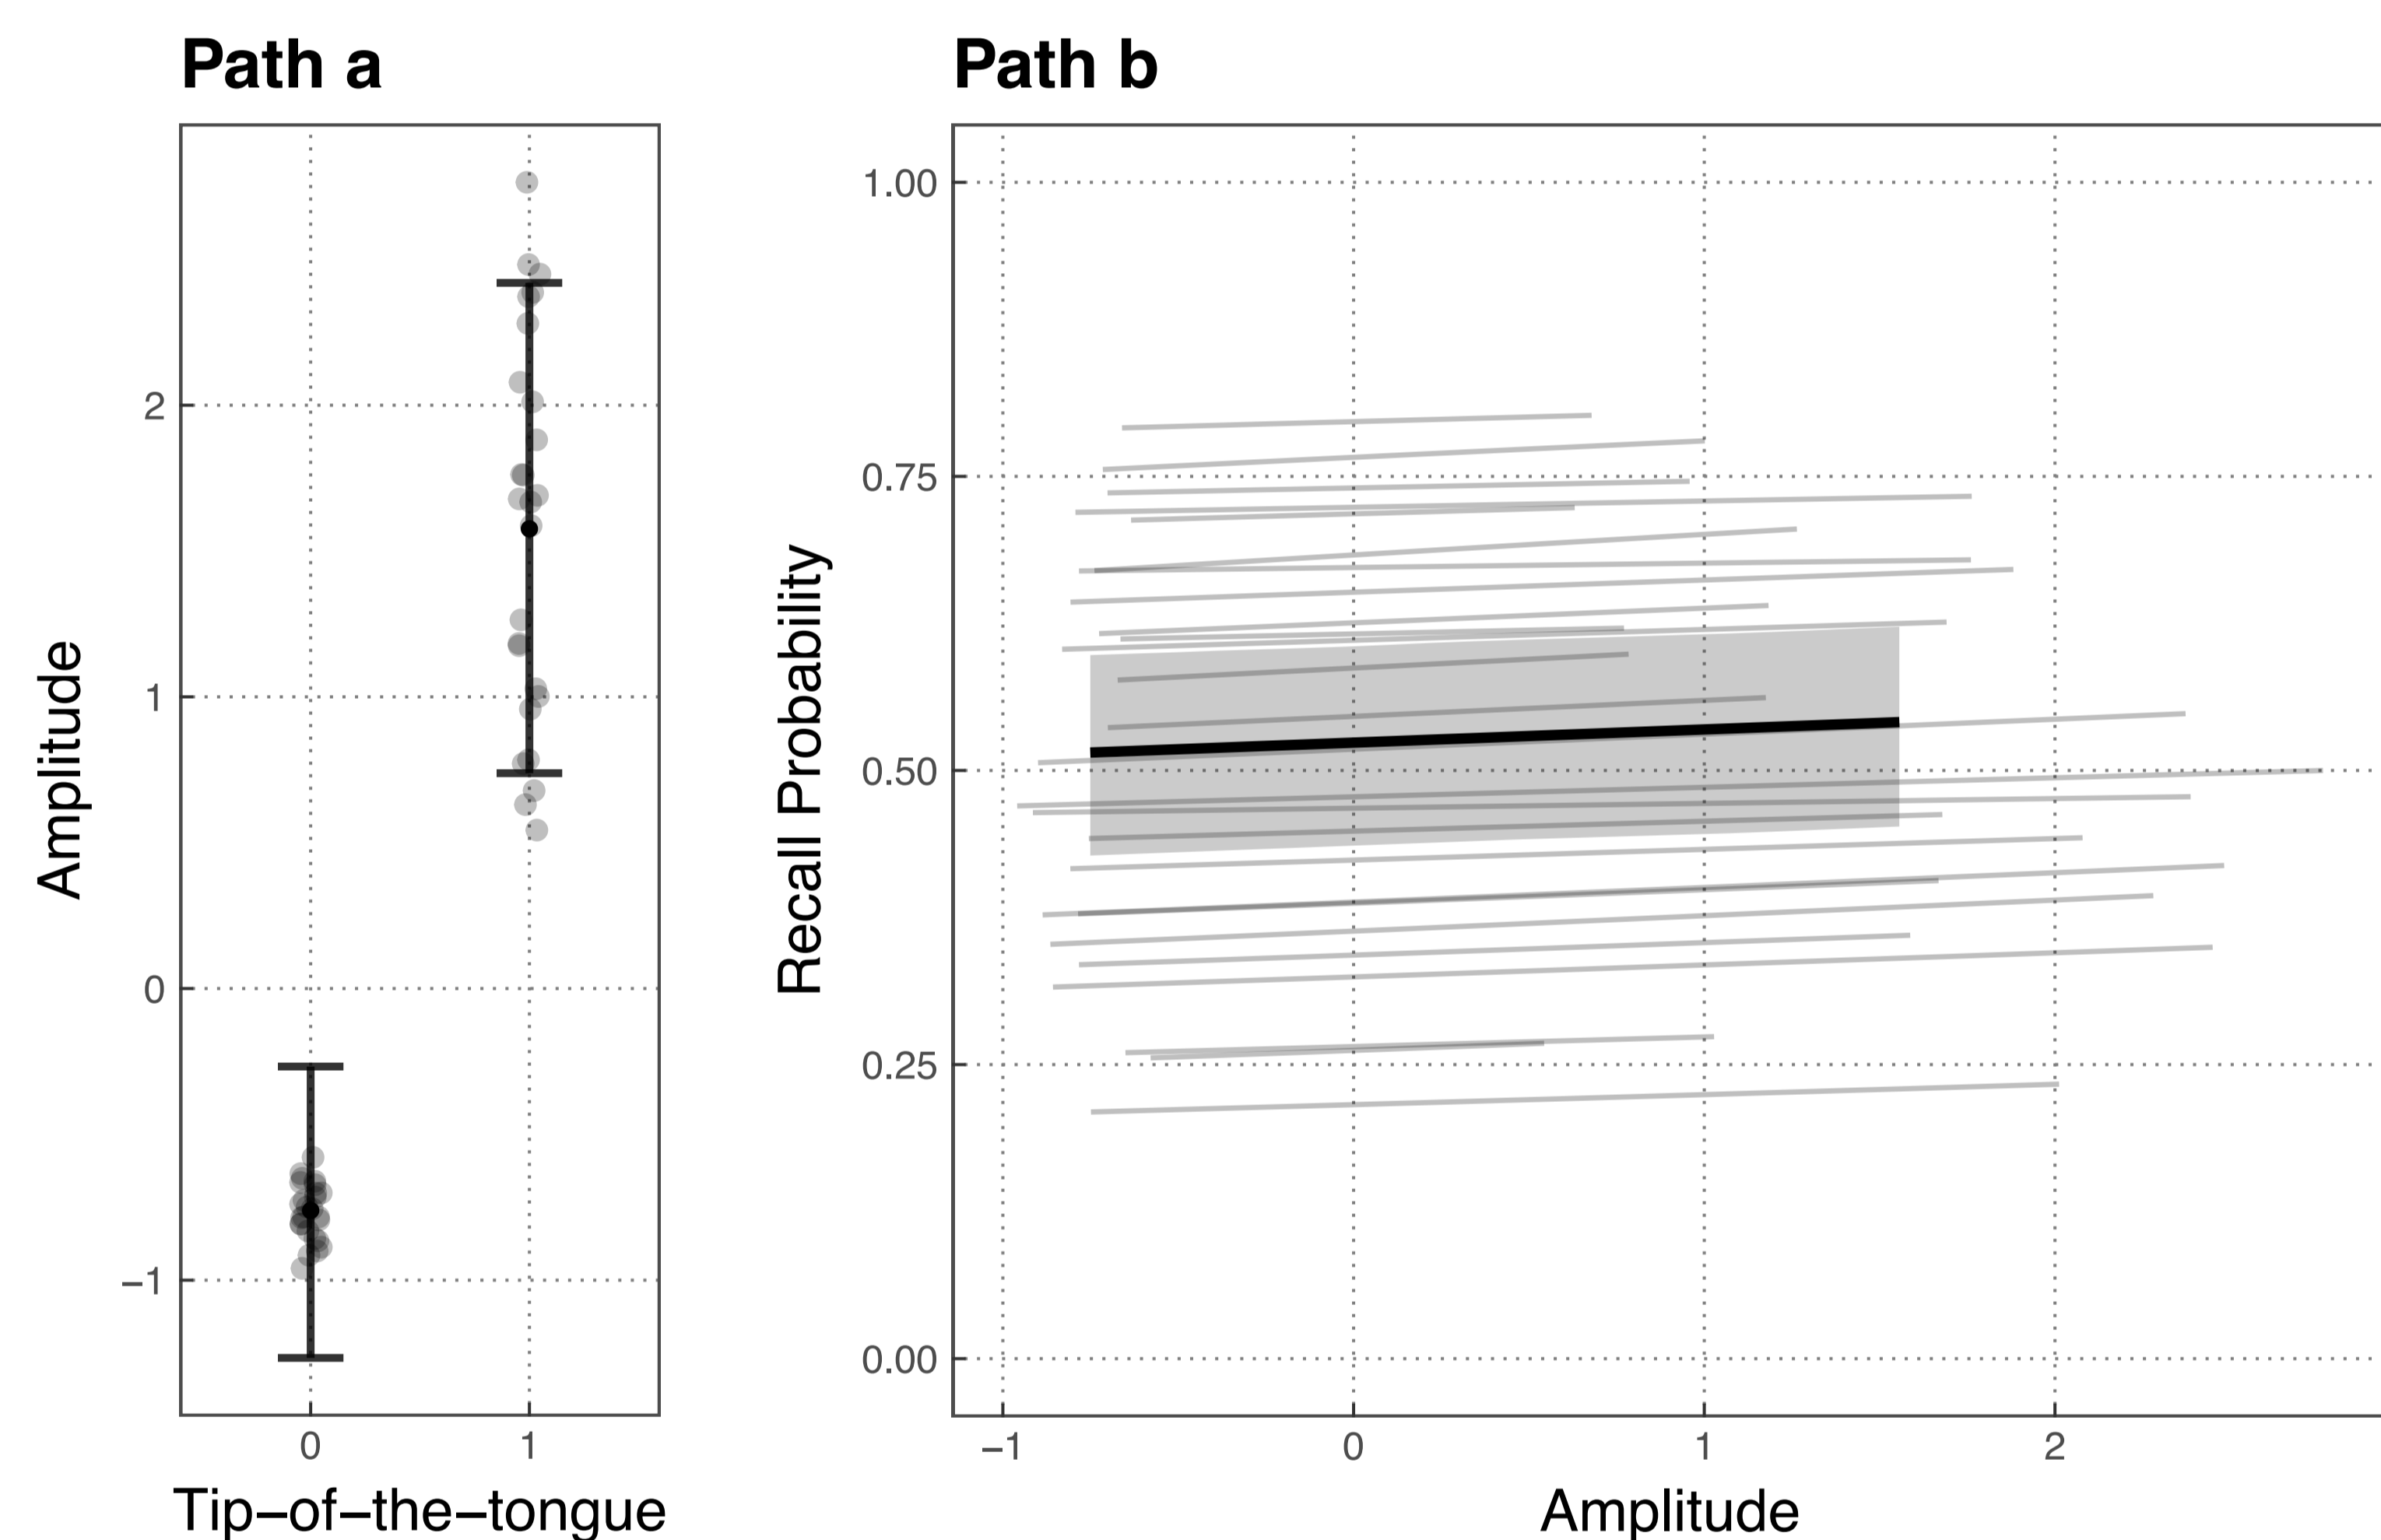 Path a
Amplitude
2
1
0
−1
0 1
Tip−of−the−tongue
Path b
Recall Probability
1.00
0.75
0.50
0.25
0.00
−1 0 1 2
Amplitude